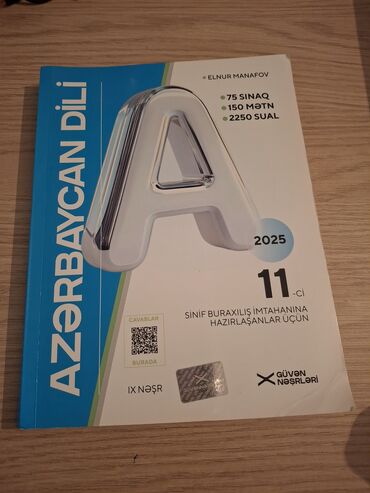 AZƏRBAYCAN DİLİ
• ELNUR MANAFOV
• 75 SINAQ
• 150 MƏTN
• 2250 SUAL
A
2025
11-Cİ
SİNİF BURAXILIŞ İMTAHANINA
HAZIRLAŞANLAR ÜÇÜN
CAVABLAR
BURADA
IX NƏŞR
GÜVƏN
NƏŞRLƏRİ